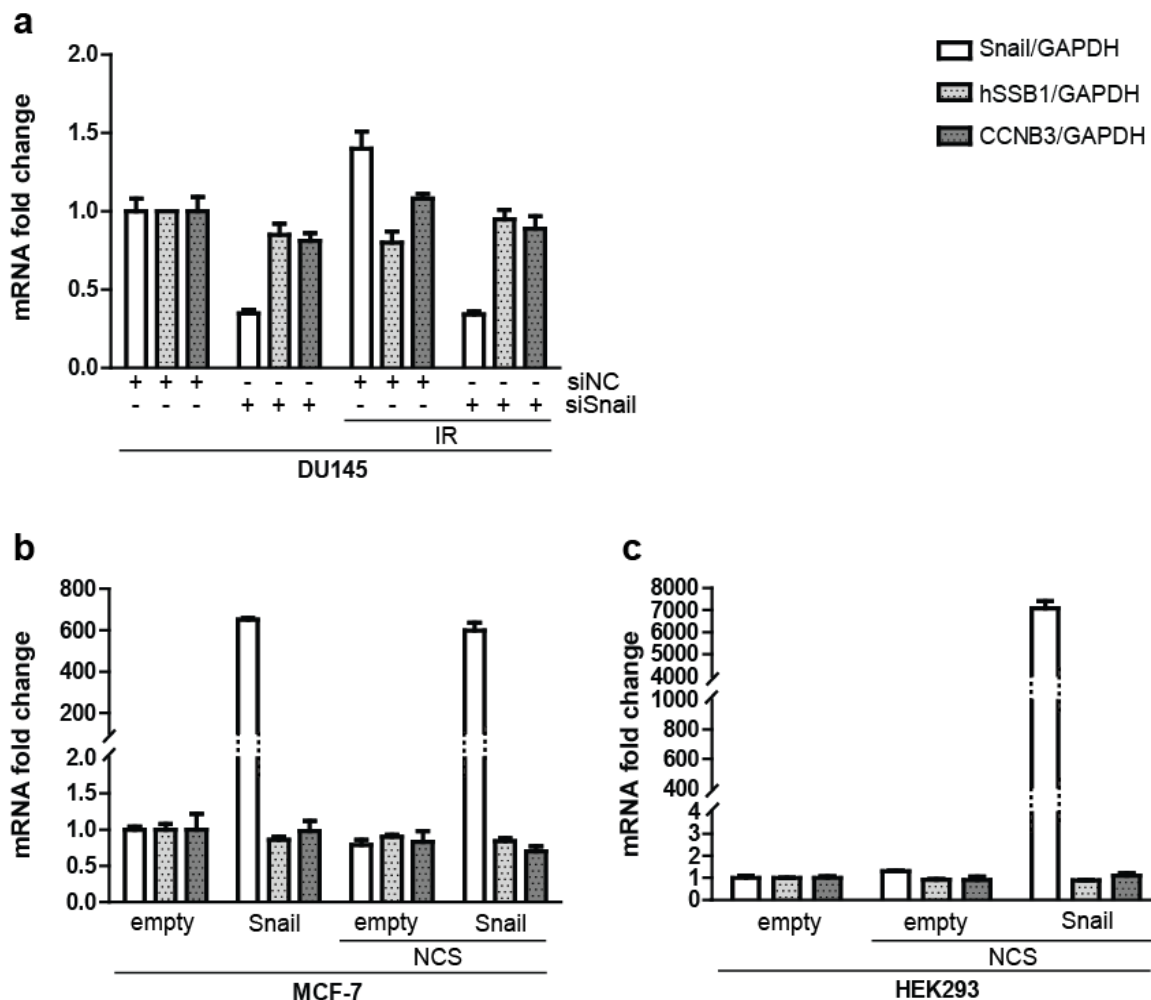 a
Snail/GAPDH
hSSB1/GAPDH
CCNB3/GAPDH
mRNA fold change
2.0
1.5
1.0
0.5
0.0
+ + + - - - + + + - - - siNC
- - - + + + - - - + + + siSnail
IR
DU145
b
mRNA fold change
800
600
400
200
2.0
1.5
1.0
0.5
0.0
empty Snail empty Snail
NCS
MCF-7
c
mRNA fold change
8000
7000
6000
5000
4000
1000
800
600
400
4
3
2
1
0
empty empty Snail
NCS
HEK293